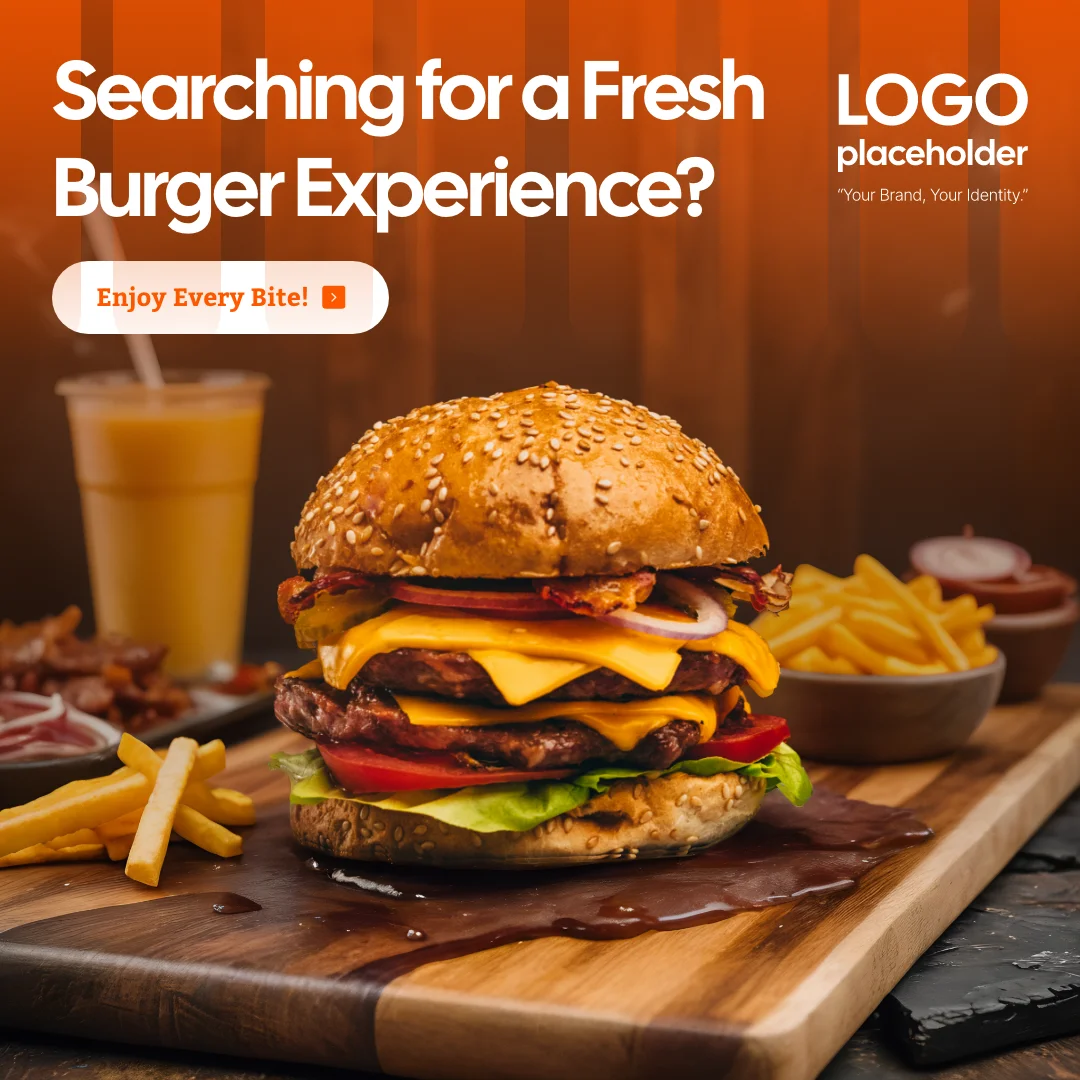 Searching for a Fresh
Burger Experience?
LOGO
placeholder
“Your Brand, Your Identity.”
Enjoy Every Bite!